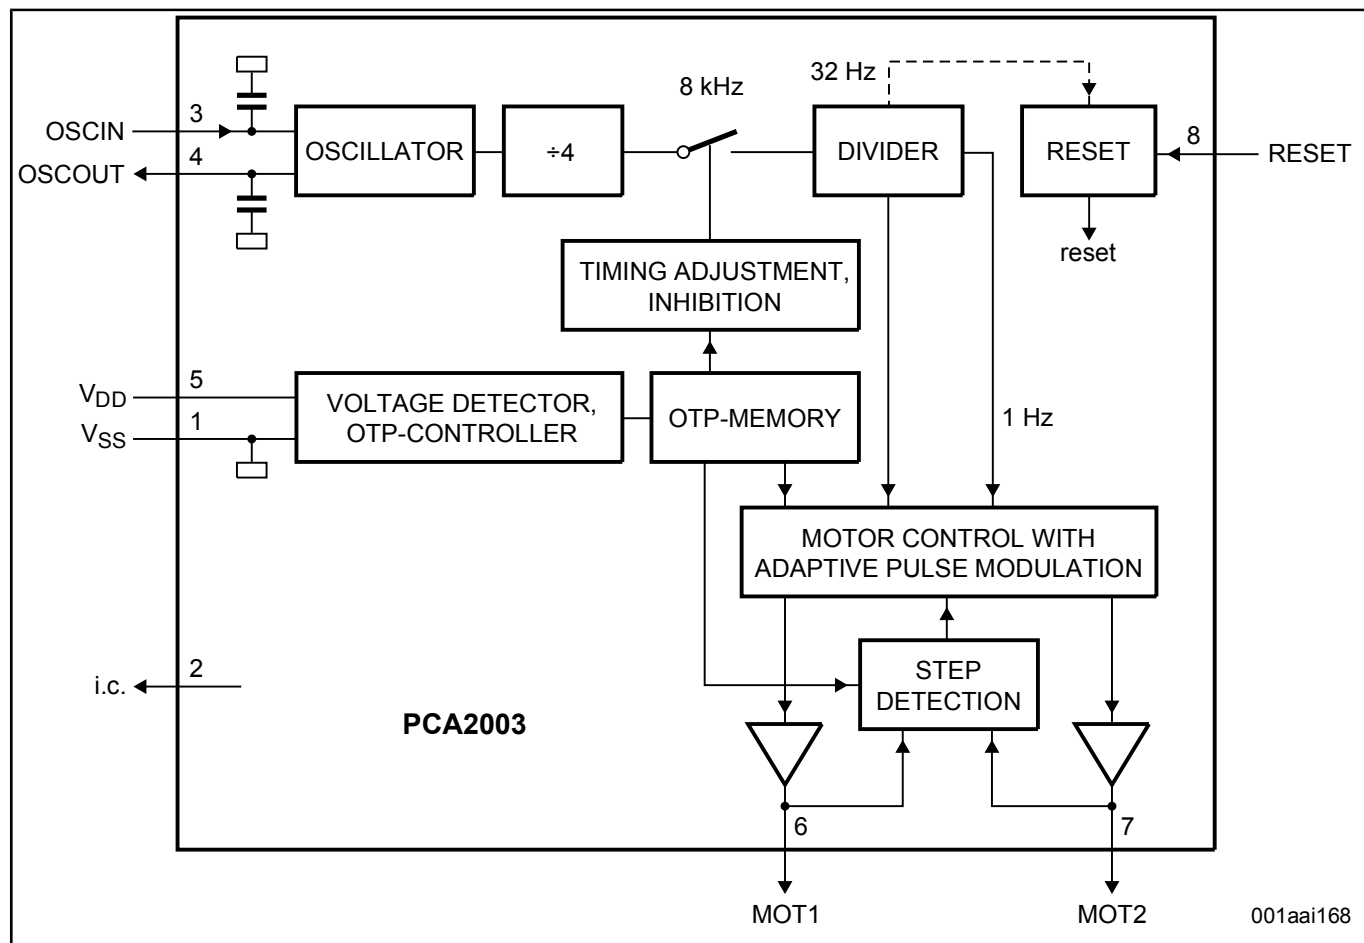 32 Hz
8 kHz
3
8
OSCIN
OSCILLATOR
÷4
DIVIDER
RESET
RESET
4
OSCOUT
reset
TIMING ADJUSTMENT,
INHIBITION
5
VDD
VOLTAGE DETECTOR,
OTP-CONTROLLER
OTP-MEMORY
1 Hz
1
VSS
MOTOR CONTROL WITH
ADAPTIVE PULSE MODULATION
2
i.c.
STEP
DETECTION
PCA2003
6
7
MOT1
MOT2
001aai168